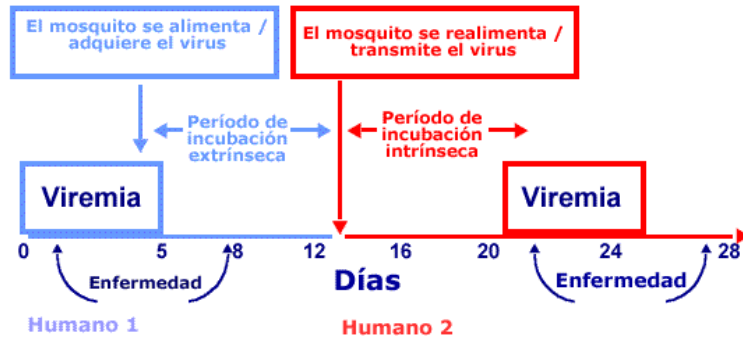 El mosquito se alimenta /
adquiere el virus
El mosquito se realimenta /
transmite el virus
Período de
incubación
extrínseca
Período de
incubación
intrínseca
Viremia
Viremia
0 5 8 12 16 20 24 28
Enfermedad
Días
Enfermedad
Humano 1
Humano 2